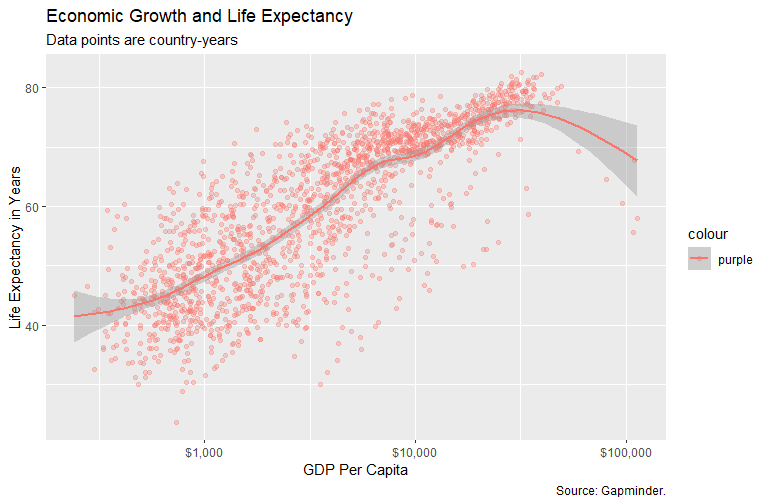 Economic Growth and Life Expectancy
Data points are country-years
80
60
40
Life Expectancy in Years
$1,000
$10,000
$100,000
GDP Per Capita
colour
purple
Source: Gapminder.